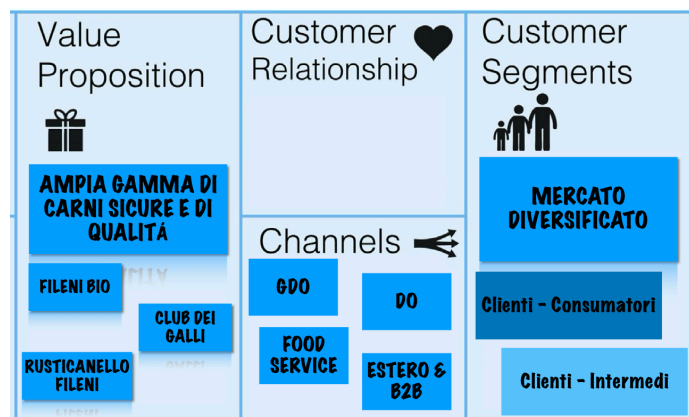 Value
Proposition
AMPIA GAMMA DI
CARNI SICURE E DI
QUALITÁ
FILENI BIO
CLUB DEI
GALLI
RUSTICANELLO
FILENI
Customer
Relationship
Channels
GDO
DO
FOOD
SERVICE
ESTERO &
B2B
Customer
Segments
MERCATO
DIVERSIFICATO
Clienti - Consumatori
Clienti - Intermedi